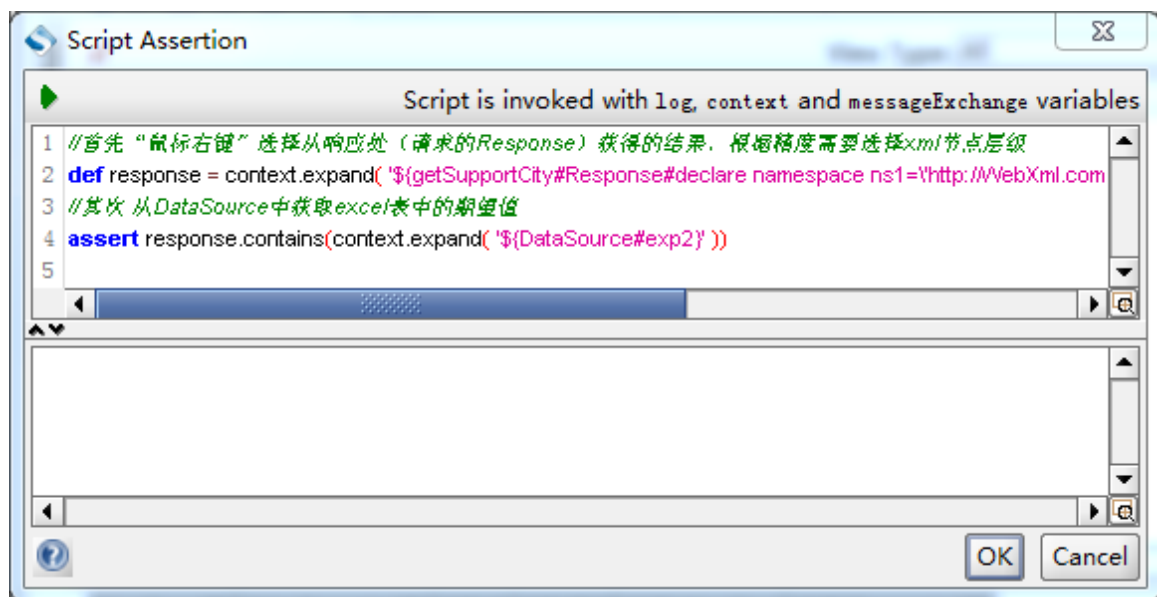 Script Assertion
Script is invoked with log, context and messageExchange variables
1 //首先“鼠标右键”选择从响应处（请求的Response）获得的结果，根据精度需要选择xml节点层级
2 def response = context.expand( '${getSupportCity#Response#declare namespace ns1=\'http://WebXml.com
3 //其次 从DataSource中获取excel表中的期望值
4 assert response.contains(context.expand( '${DataSource#exp2}' ))
5
OK Cancel